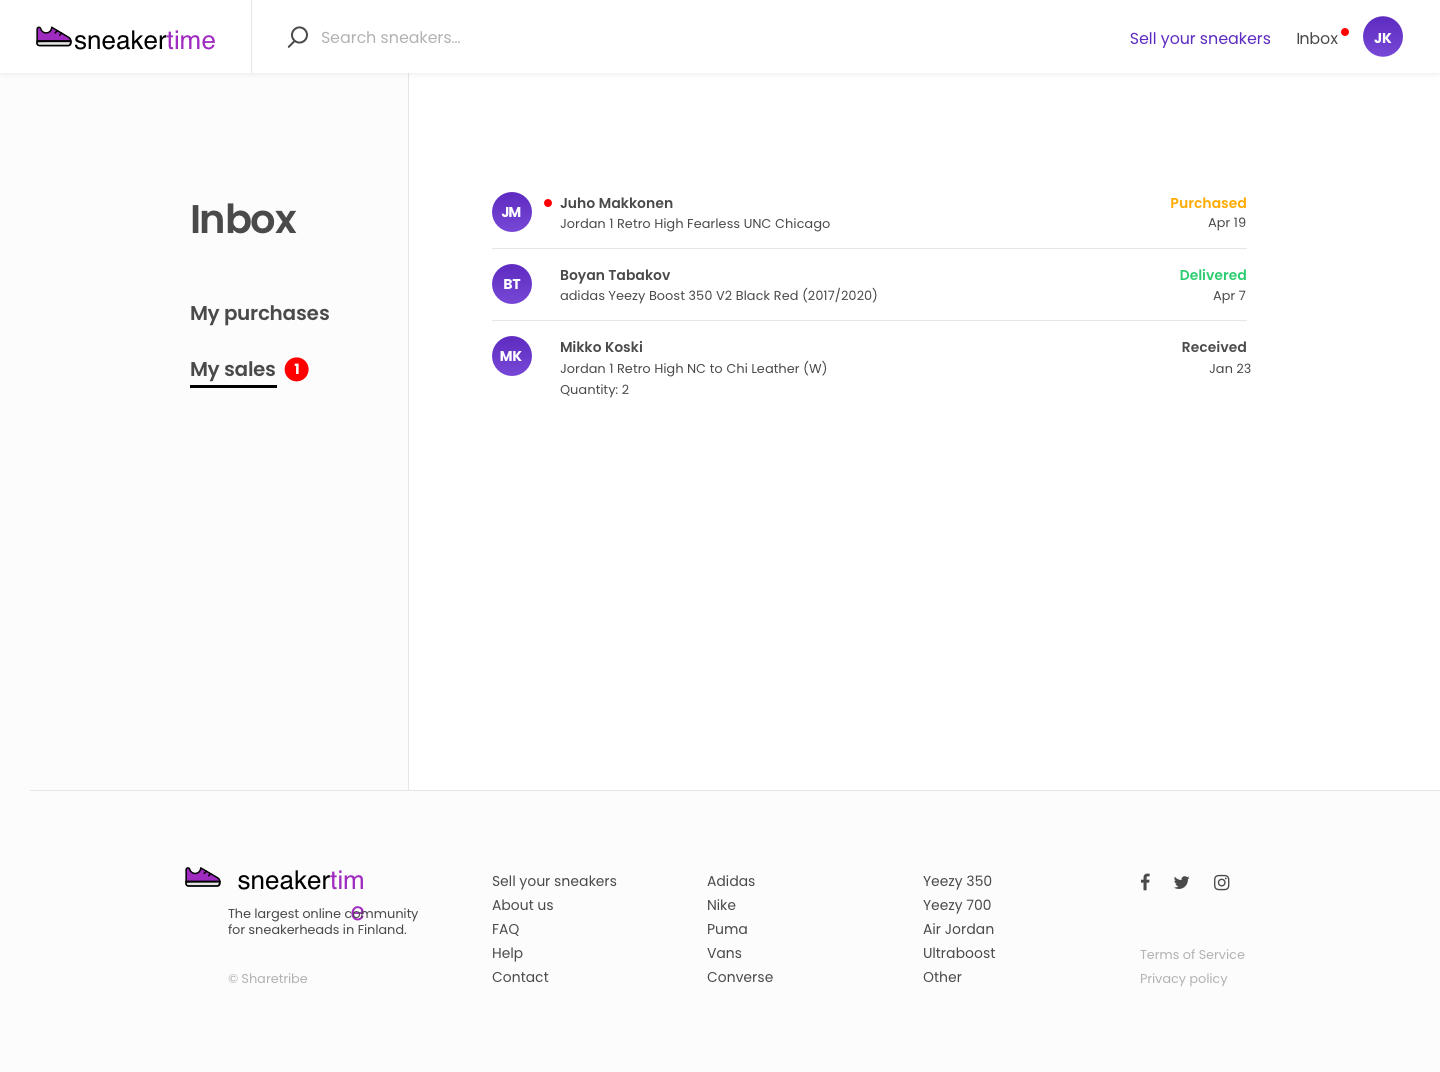 sneakertime
Search sneakers...
Sell your sneakers
Inbox
JK
Inbox
My purchases
My sales 1
JM
Juho Makkonen
Purchased
Jordan 1 Retro High Fearless UNC Chicago
Apr 19
BT
Boyan Tabakov
Delivered
adidas Yeezy Boost 350 V2 Black Red (2017/2020)
Apr 7
MK
Mikko Koski
Received
Jordan 1 Retro High NC to Chi Leather (W)
Jan 23
Quantity: 2
sneakertim
e
The largest online community
for sneakerheads in Finland.
© Sharetribe
Sell your sneakers
About us
FAQ
Help
Contact
Adidas
Nike
Puma
Vans
Converse
Yeezy 350
Yeezy 700
Air Jordan
Ultraboost
Other
Terms of Service
Privacy policy